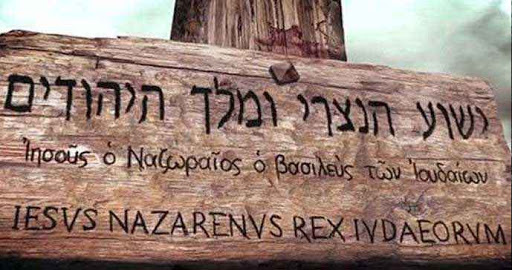 ישוע הנצרי ומלך היהודים
Ἰησοῦς ὁ Ναζωραῖος ὁ βασιλεὺς τῶν Ἰουδαίων
IESVS NAZARENVS REX IVDAEORVM